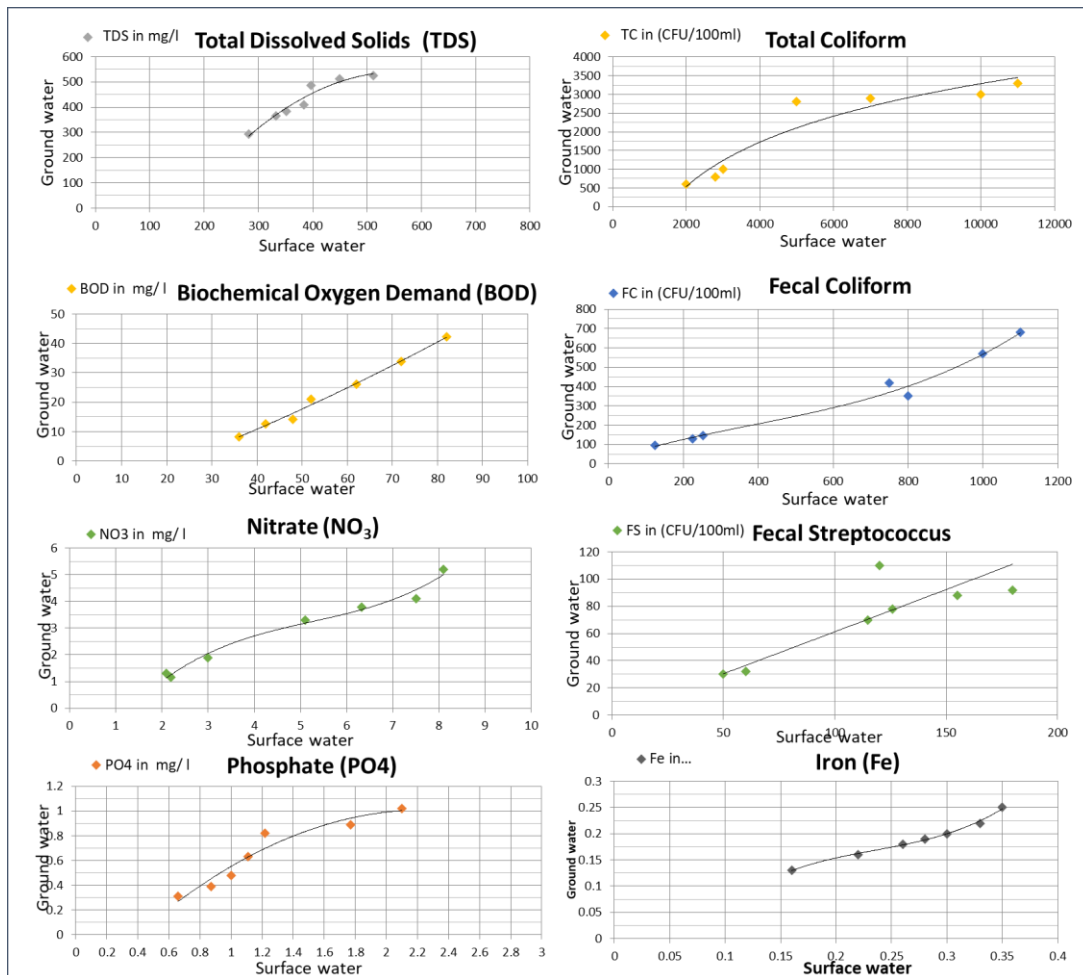 TDS in mg/l
Total Dissolved Solids (TDS)
600
500
400
300
200
100
0
Ground water
0 100 200 300 400 500 600 700 800
Surface water
TC in (CFU/100ml)
Total Coliform
4000
3500
3000
2500
2000
1500
1000
500
0
Ground water
0 2000 4000 6000 8000 10000 12000
Surface water
BOD in mg/ l
Biochemical Oxygen Demand (BOD)
50
40
30
20
10
0
Ground water
0 10 20 30 40 50 60 70 80 90 100
Surface water
FC in (CFU/100ml)
Fecal Coliform
800
700
600
500
400
300
200
100
0
Ground water
0 200 400 600 800 1000 1200
Surface water
NO3 in mg/ l
Nitrate (NO₃)
6
5
4
3
2
1
0
Ground water
0 1 2 3 4 5 6 7 8 9 10
Surface water
FS in (CFU/100ml)
Fecal Streptococcus
120
100
80
60
40
20
0
Ground water
0 50 100 150 200
Surface water
PO4 in mg/ l
Phosphate (PO4)
1.2
1
0.8
0.6
0.4
0.2
0
Ground water
0 0.2 0.4 0.6 0.8 1 1.2 1.4 1.6 1.8 2 2.2 2.4 2.6 2.8 3
Surface water
Fe in...
Iron (Fe)
0.3
0.25
0.2
0.15
0.1
0.05
0
Ground water
0 0.05 0.1 0.15 0.2 0.25 0.3 0.35 0.4
Surface water